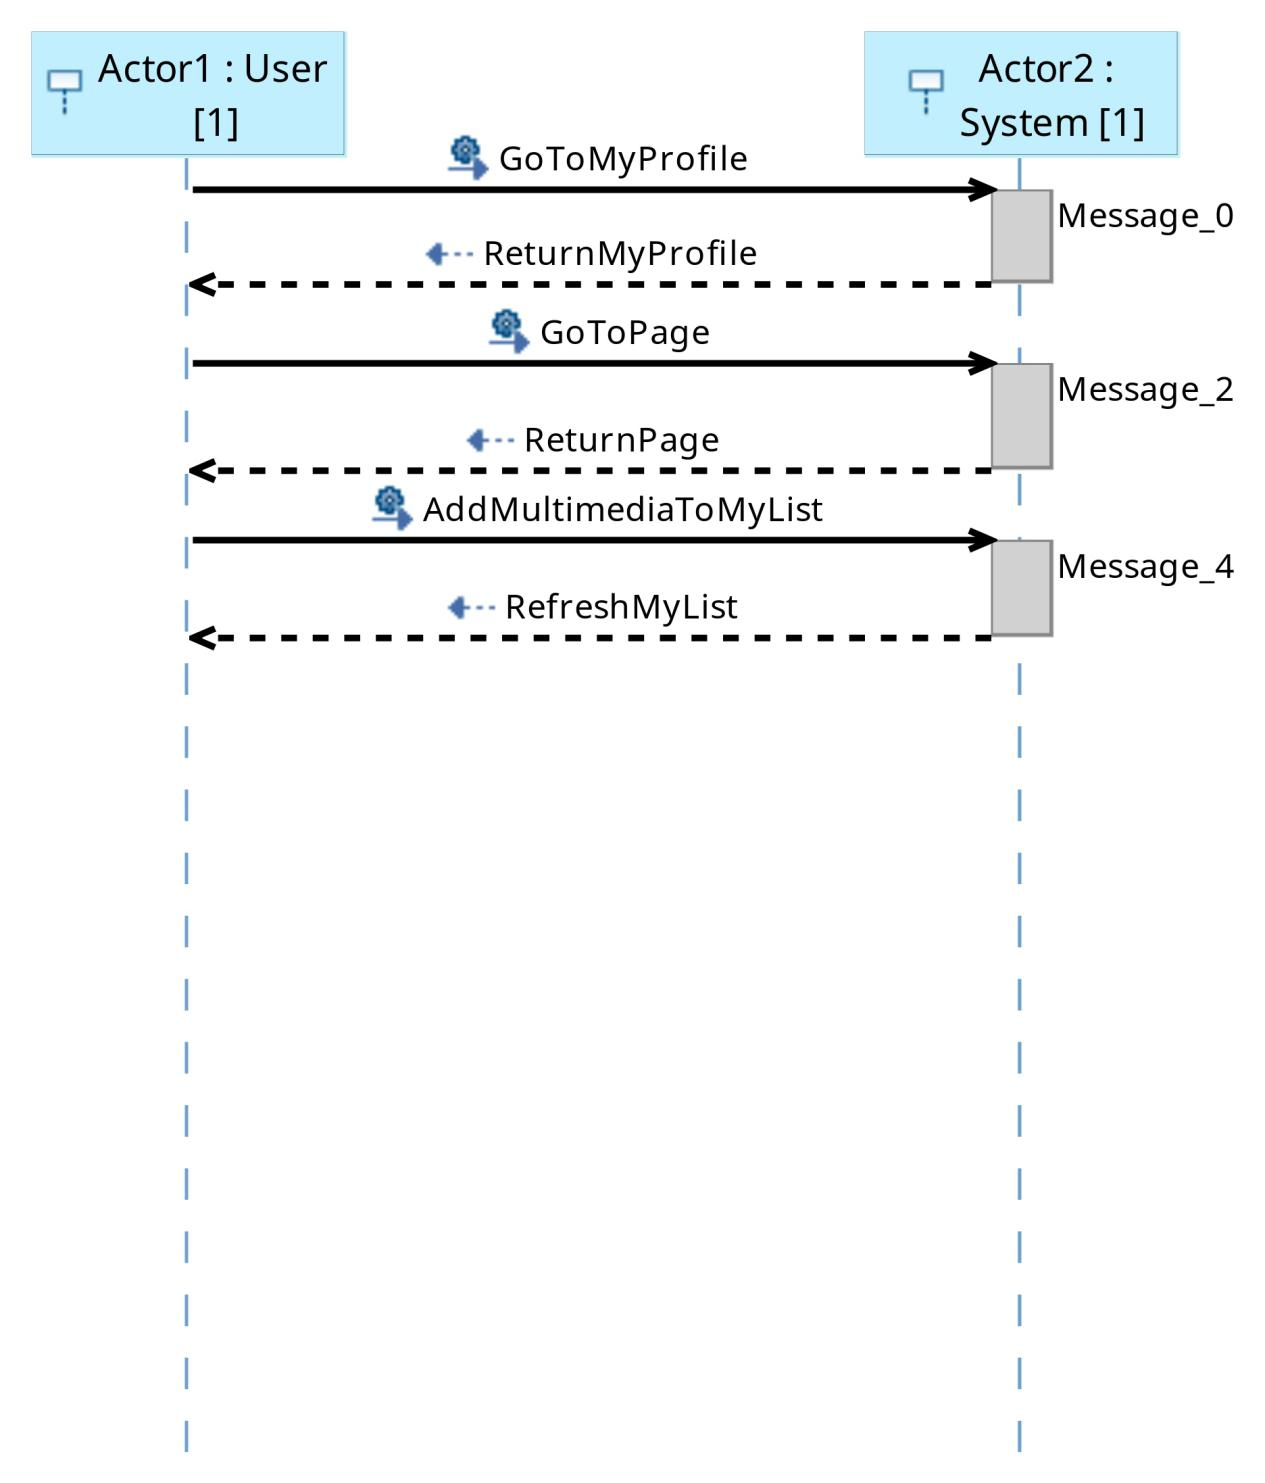 Actor1 : User
[1]
Actor2 :
System [1]
GoToMyProfile
Message_0
ReturnMyProfile
GoToPage
Message_2
ReturnPage
AddMultimediaToMyList
Message_4
RefreshMyList